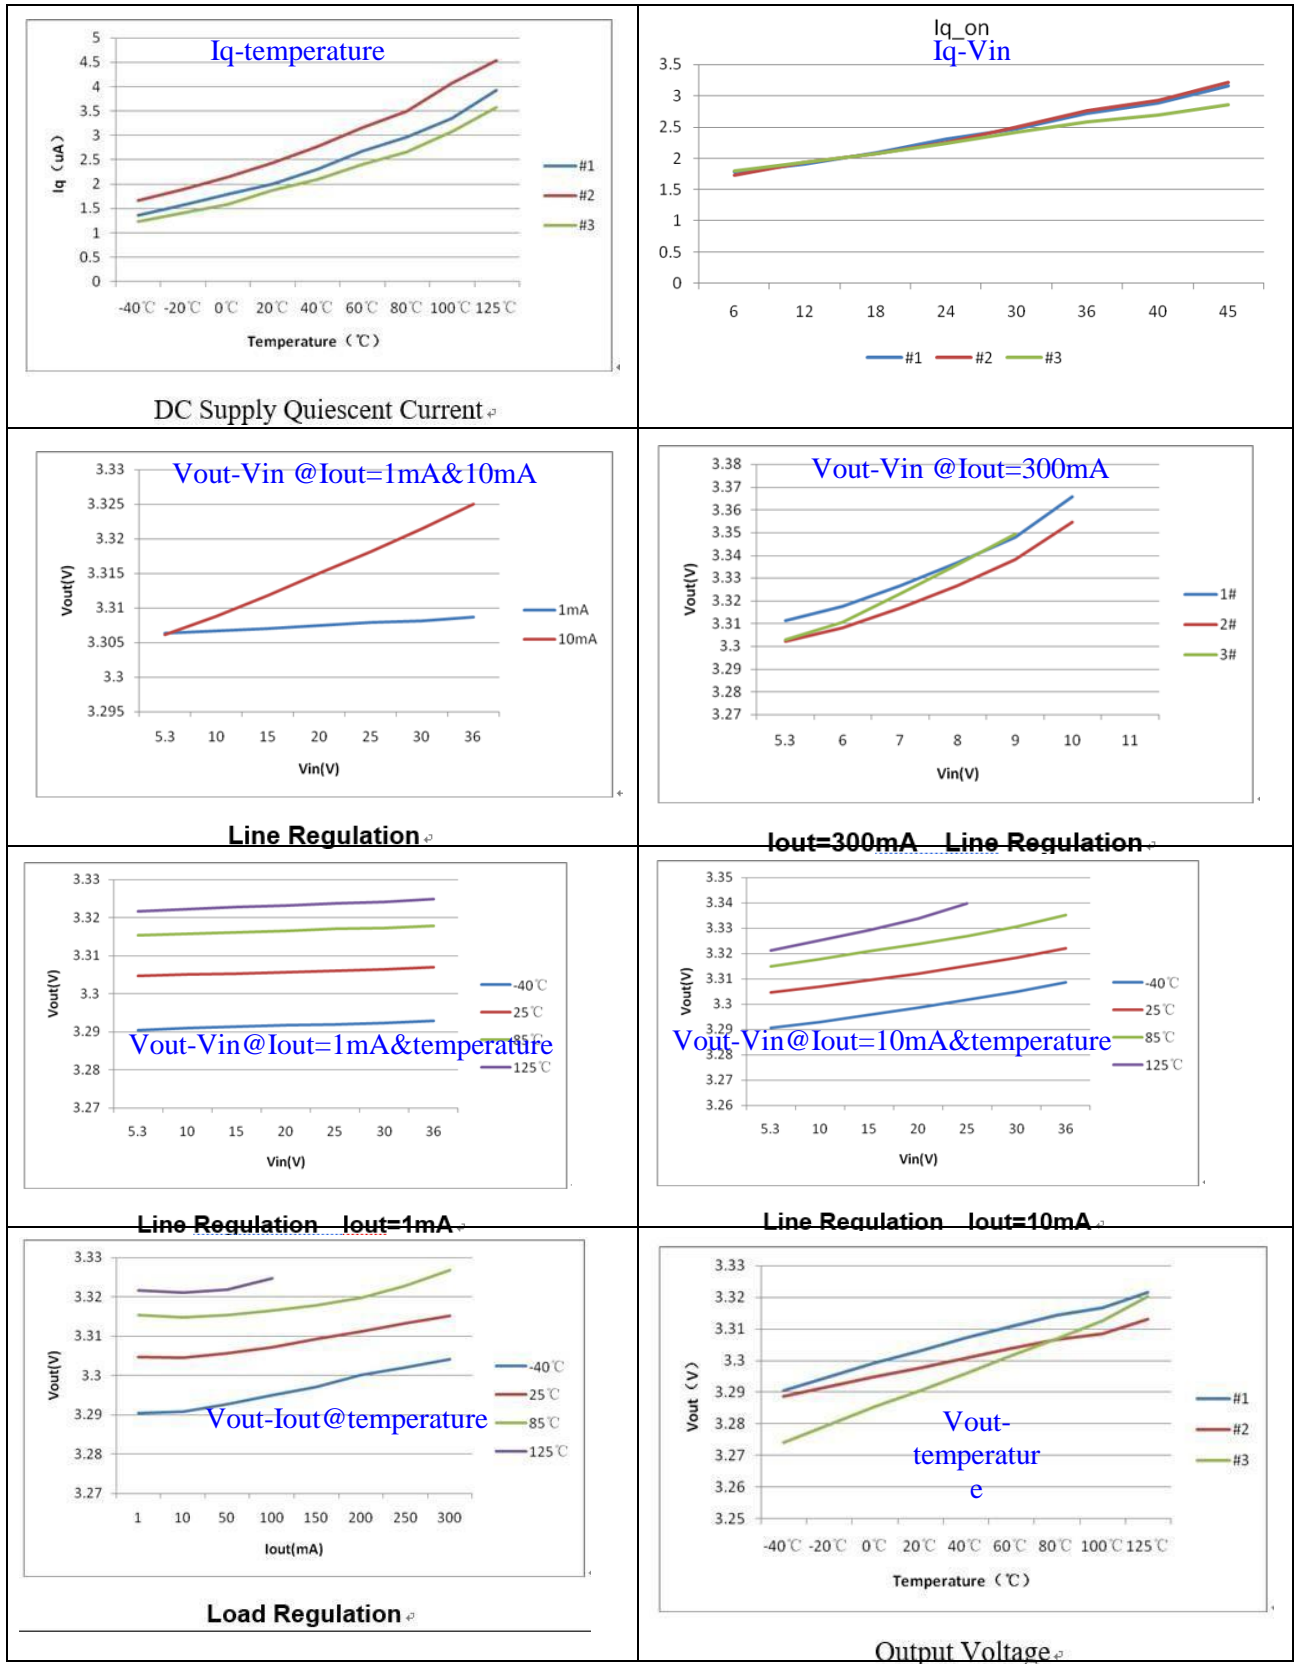 Iq-temperature
5
4.5
4
3.5
3
2.5
2
1.5
1
0.5
0
Iq（uA）
-40℃ -20℃ 0℃ 20℃ 40℃ 60℃ 80℃ 100℃ 125℃
Temperature（℃）
#1
#2
#3
DC Supply Quiescent Current
Iq_on
Iq-Vin
3.5
3
2.5
2
1.5
1
0.5
0
6 12 18 24 30 36 40 45
#1 #2 #3
Vout-Vin @Iout=1mA&10mA
3.33
3.325
3.32
3.315
3.31
3.305
3.3
3.295
Vout(V)
5.3 10 15 20 25 30 36
Vin(V)
1mA
10mA
Line Regulation
Vout-Vin @Iout=300mA
3.38
3.37
3.36
3.35
3.34
3.33
3.32
3.31
3.3
3.29
3.28
3.27
Vout(V)
5.3 6 7 8 9 10 11
Vin(V)
1#
2#
3#
Iout=300mA Line Regulation
3.33
3.32
3.31
3.3
3.29
3.28
3.27
Vout(V)
Vout-Vin@Iout=1mA&temperature
5.3 10 15 20 25 30 36
Vin(V)
-40℃
25℃
85℃
125℃
Line Regulation Iout=1mA
3.35
3.34
3.33
3.32
3.31
3.3
3.29
3.28
3.27
3.26
Vout(V)
Vout-Vin@Iout=10mA&temperature
5.3 10 15 20 25 30 36
Vin(V)
-40℃
25℃
85℃
125℃
Line Regulation Iout=10mA
3.33
3.32
3.31
3.3
3.29
3.28
3.27
Vout(V)
Vout-Iout@temperature
1 10 50 100 150 200 250 300
Iout(mA)
-40℃
25℃
85℃
125℃
Load Regulation
3.33
3.32
3.31
3.3
3.29
3.28
3.27
3.26
3.25
Vout（V）
Vout-
temperatur
e
-40℃ -20℃ 0℃ 20℃ 40℃ 60℃ 80℃ 100℃ 125℃
Temperature（℃）
#1
#2
#3
Output Voltage